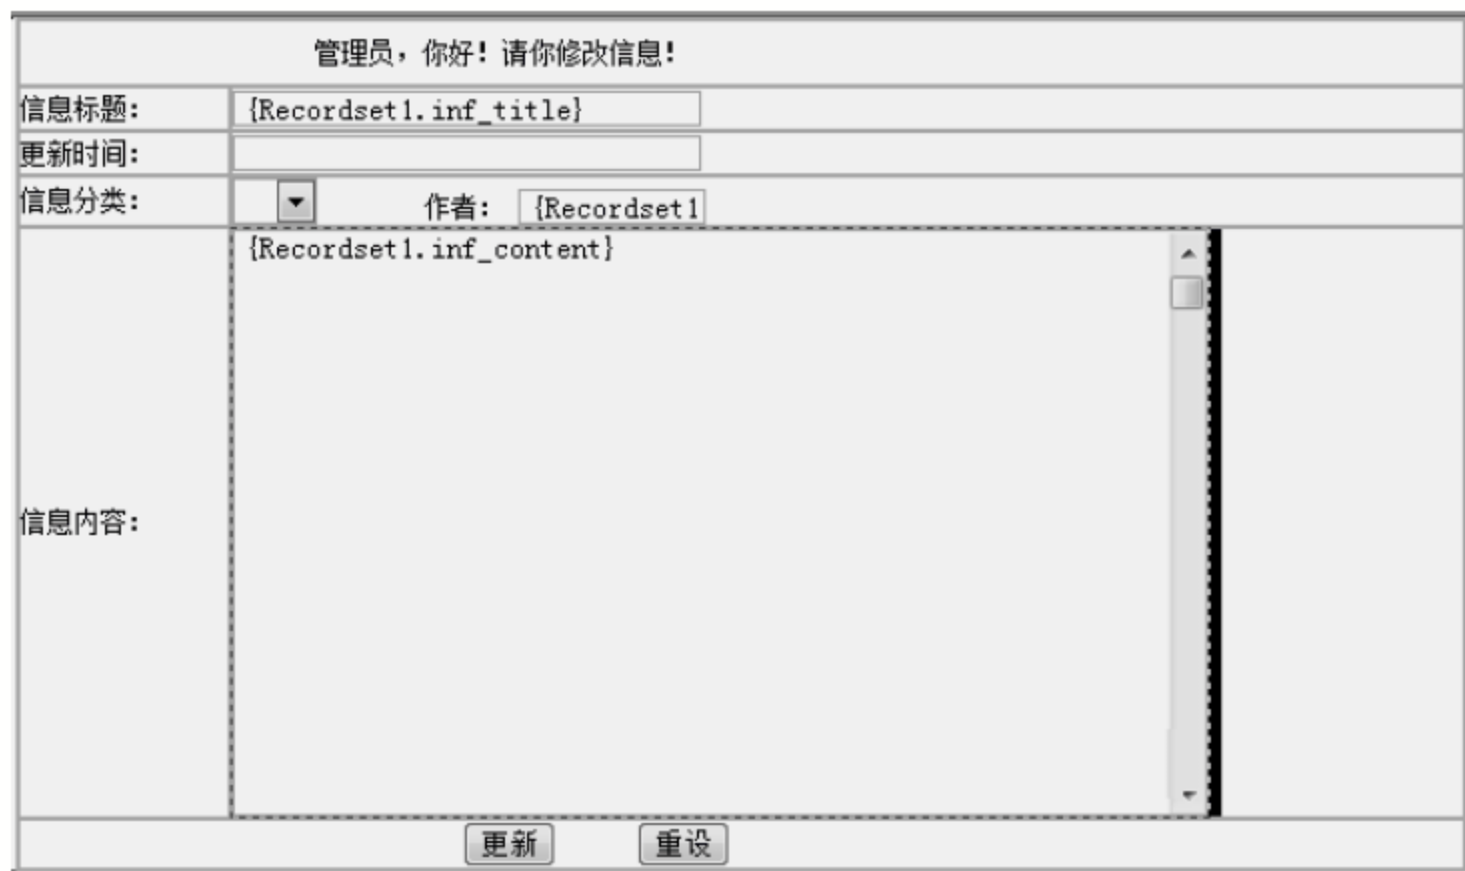 管理员，你好！请你修改信息！
信息标题： {Recordset1.inf_title}
更新时间：
信息分类： 作者： {Recordset1
{Recordset1.inf_content}
信息内容：
更新 重设